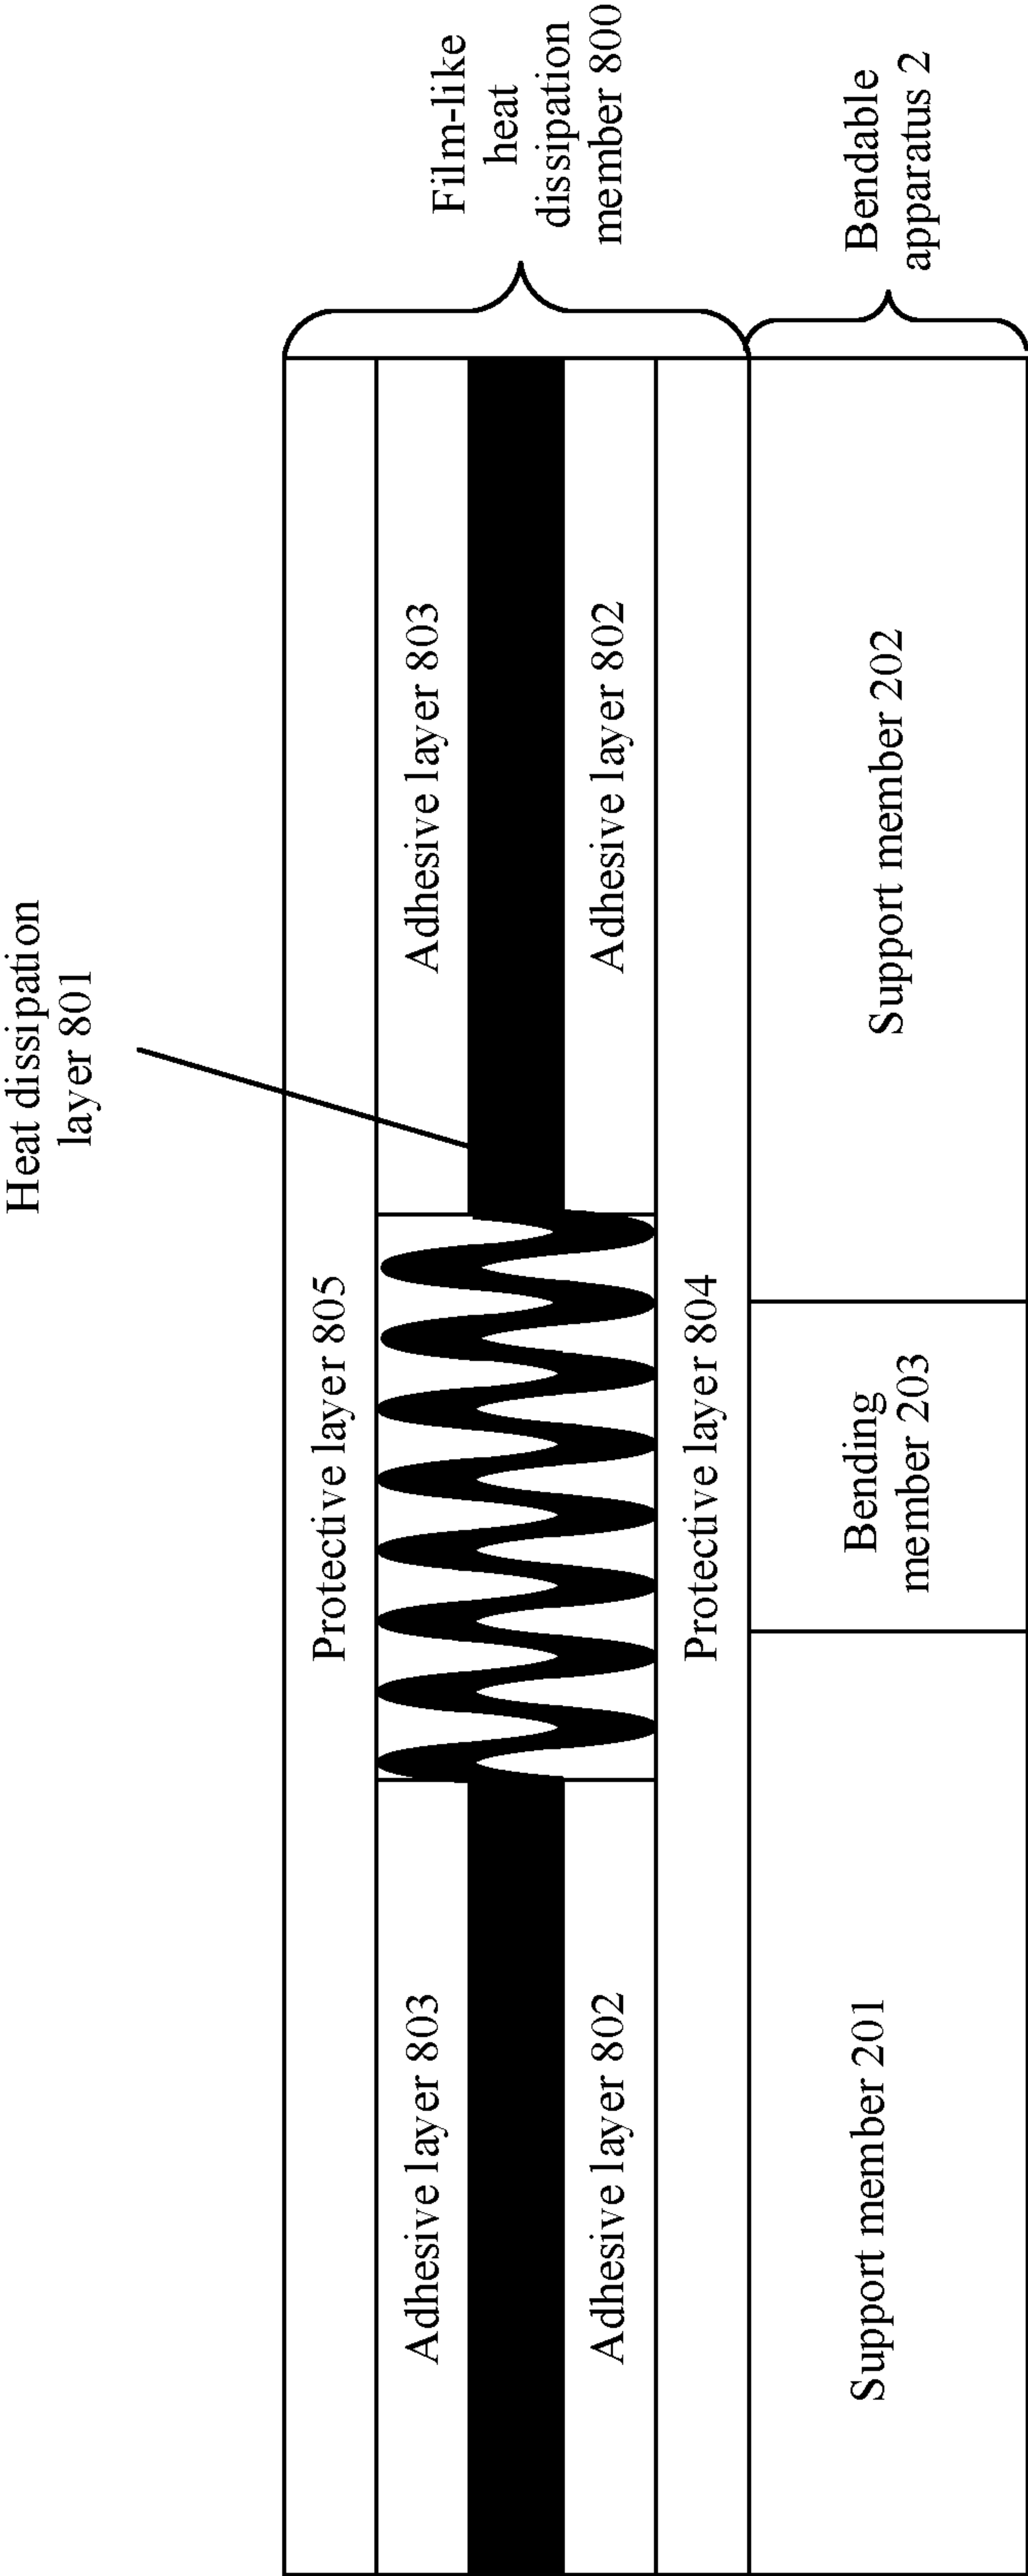 Heat dissipation
layer 801
Film-like
heat
dissipation
member 800
Protective layer 805
Adhesive layer 803
Adhesive layer 803
Adhesive layer 802
Adhesive layer 802
Protective layer 804
Bendable
apparatus 2
Support member 201
Bending
member 203
Support member 202